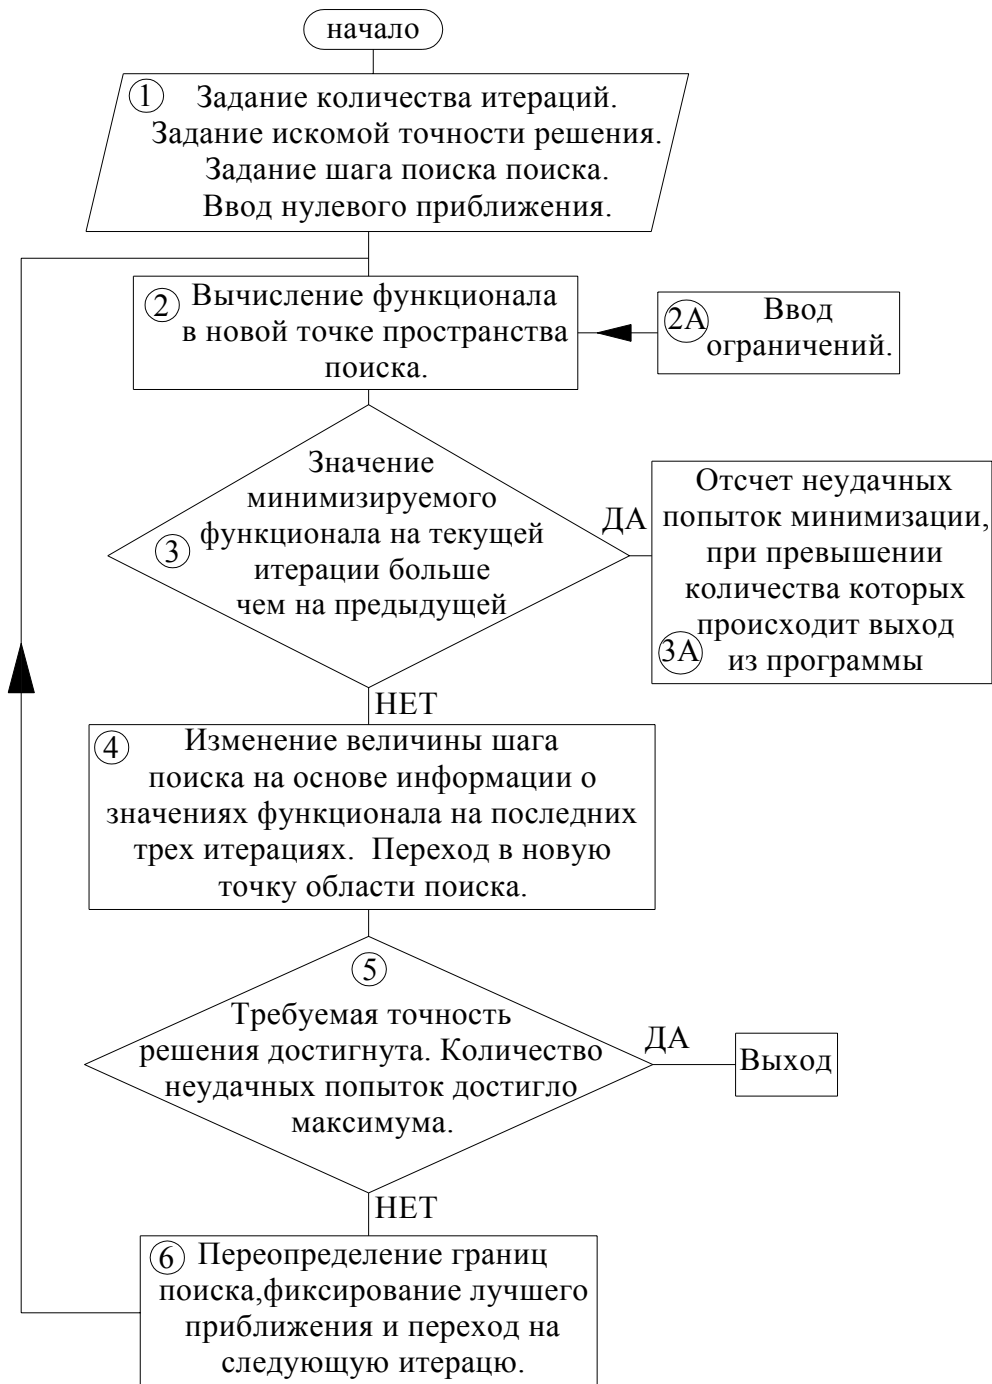 начало
1 Задание количества итераций.
Задание искомой точности решения.
Задание шага поиска поиска.
Ввод нулевого приближения.
2 Вычисление функционала
в новой точке пространства
поиска.
2А Ввод
ограничений.
Значение
минимизируемого
3 функционала на текущей
итерации больше
чем на предыдущей
ДА
Отсчет неудачных
попыток минимизации,
при превышении
количества которых
происходит выход
3А из программы
НЕТ
4 Изменение величины шага
поиска на основе информации о
значениях функционала на последних
трех итерациях. Переход в новую
точку области поиска.
5
Требуемая точность
решения достигнута. Количество
неудачных попыток достигло
максимума.
ДА
Выход
НЕТ
6 Переопределение границ
поиска,фиксирование лучшего
приближения и переход на
следующую итерацю.